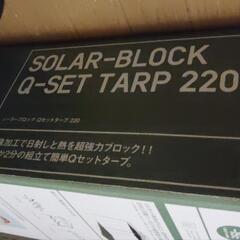 SOLAR-BLOCK
Q-SET TARP 220
ソーラーブロック Qセットタープ 220
加工で日射しと熱を超強力ブロック!!
2分の組立て簡単Qセットタープ。